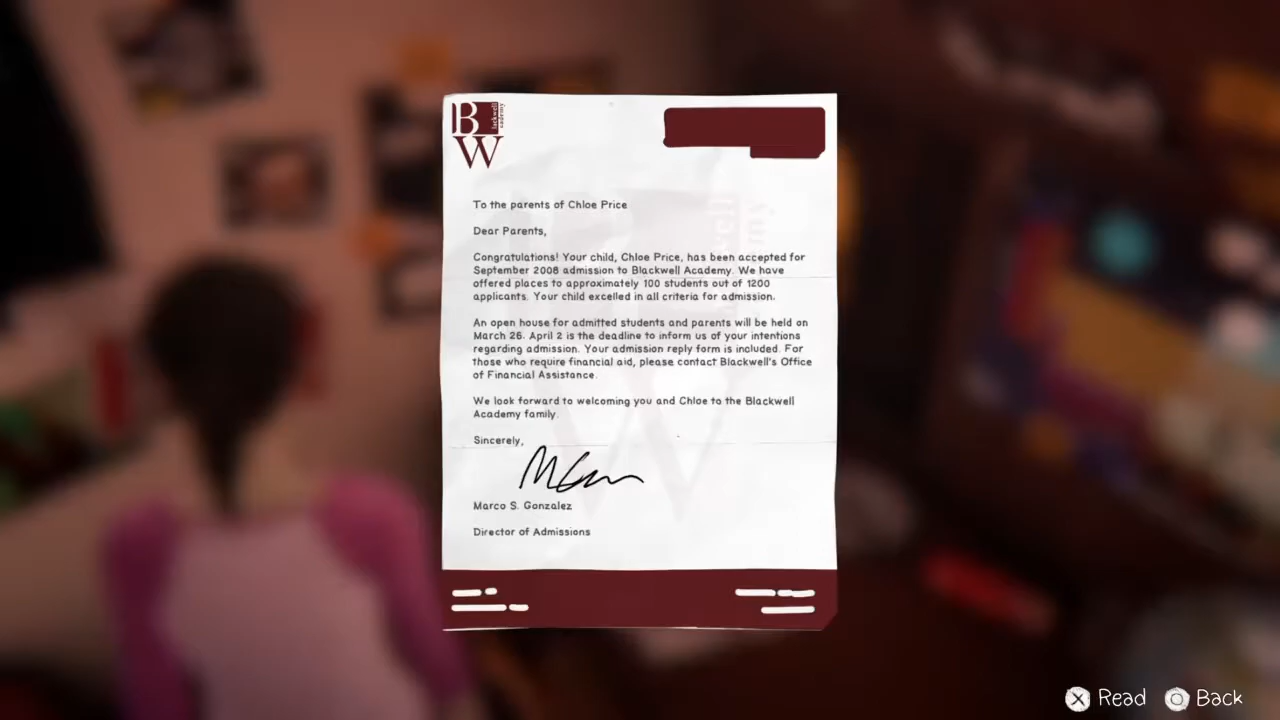 BW
Blackwell
Academy
To the parents of Chloe Price
Dear Parents,
Congratulations! Your child, Chloe Price, has been accepted for
September 2008 admission to Blackwell Academy. We have
offered places to approximately 100 students out of 1200
applicants. Your child excelled in all criteria for admission.
An open house for admitted students and parents will be held on
March 26. April 2 is the deadline to inform us of your intentions
regarding admission. Your admission reply form is included. For
those who require financial aid, please contact Blackwell's Office
of Financial Assistance.
We look forward to welcoming you and Chloe to the Blackwell
Academy family.
Sincerely,
Marco S. Gonzalez
Director of Admissions
Read
Back